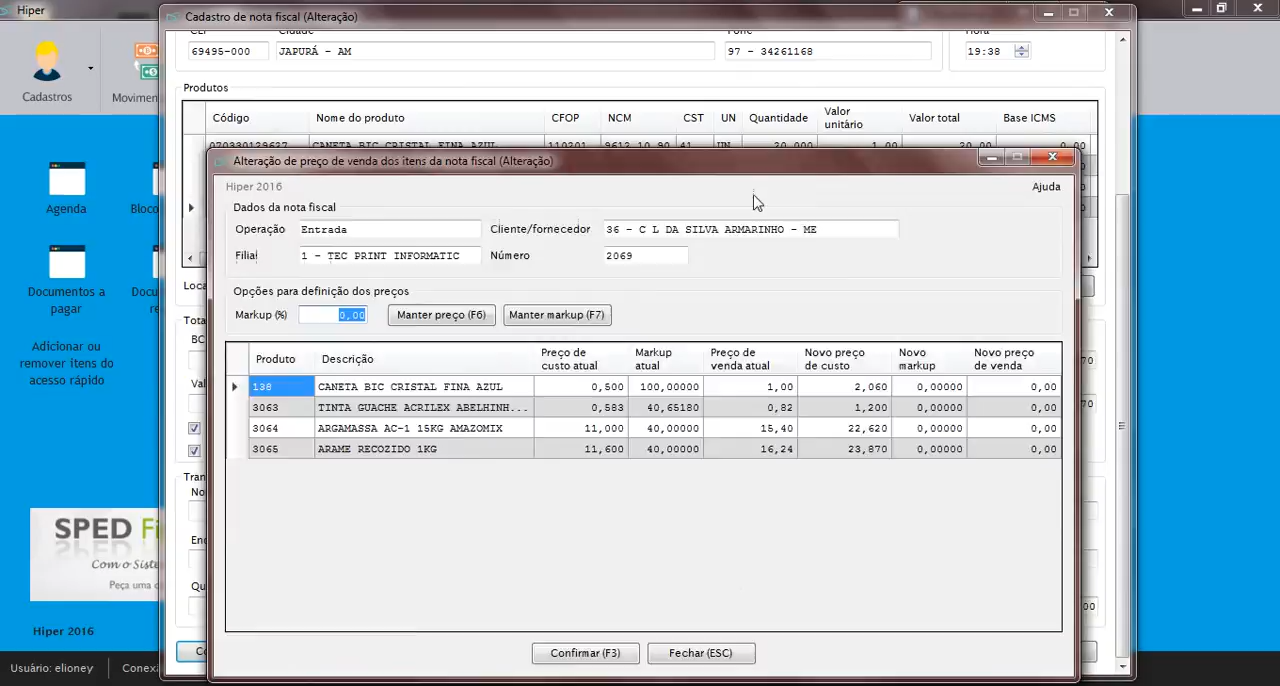 Hiper
Cadastro de nota fiscal (Alteração)
Cadastros
Cidade
Hora
69495-000 JAPURÁ - AM 97 - 34261168 19:38
Produtos
Código Nome do produto CFOP NCM CST UN Quantidade Valor unitário Valor total Base ICMS
Alteração de preço de venda dos itens da nota fiscal (Alteração)
Hiper 2016 Ajuda
Dados da nota fiscal
Operação Entrada Cliente/fornecedor 36 - C L DA SILVA ARMARINHO - ME
Filial 1 - TEC PRINT INFORMATIC Número 2069
Opções para definição dos preços
Markup (%) 0,00 Manter preço (F6) Manter markup (F7)
Produto Descrição Preço de custo atual Markup atual Preço de venda atual Novo preço de custo Novo markup Novo preço de venda
138 CANETA BIC CRISTAL FINA AZUL 0,500 100,00000 1,00 2,060 0,00000 0,00
3063 TINTA GUACHE ACRILEX ABELHINH... 0,583 40,65180 0,82 1,200 0,00000 0,00
3064 ARGAMASSA AC-1 15KG AMAZOMIX 11,000 40,00000 15,40 22,620 0,00000 0,00
3065 ARAME RECOZIDO 1KG 11,600 40,00000 16,24 23,870 0,00000 0,00
Confirmar (F3) Fechar (ESC)
Agenda
Documentos a
pagar
Adicionar ou
remover itens do
acesso rápido
SPED Fi
Com o Siste
Peça uma d
Hiper 2016
Usuário: elioney